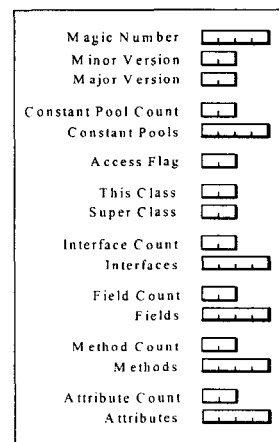 Magic Number
Minor Version
Major Version
Constant Pool Count
Constant Pools
Access Flag
This Class
Super Class
Interface Count
Interfaces
Field Count
Fields
Method Count
Methods
Attribute Count
Attributes